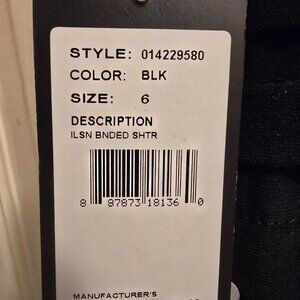 STYLE: 014229580
COLOR: BLK
SIZE: 6
DESCRIPTION
ILSN BNDED SHTR
8 87873 18136 0
MANUFACTURER'S